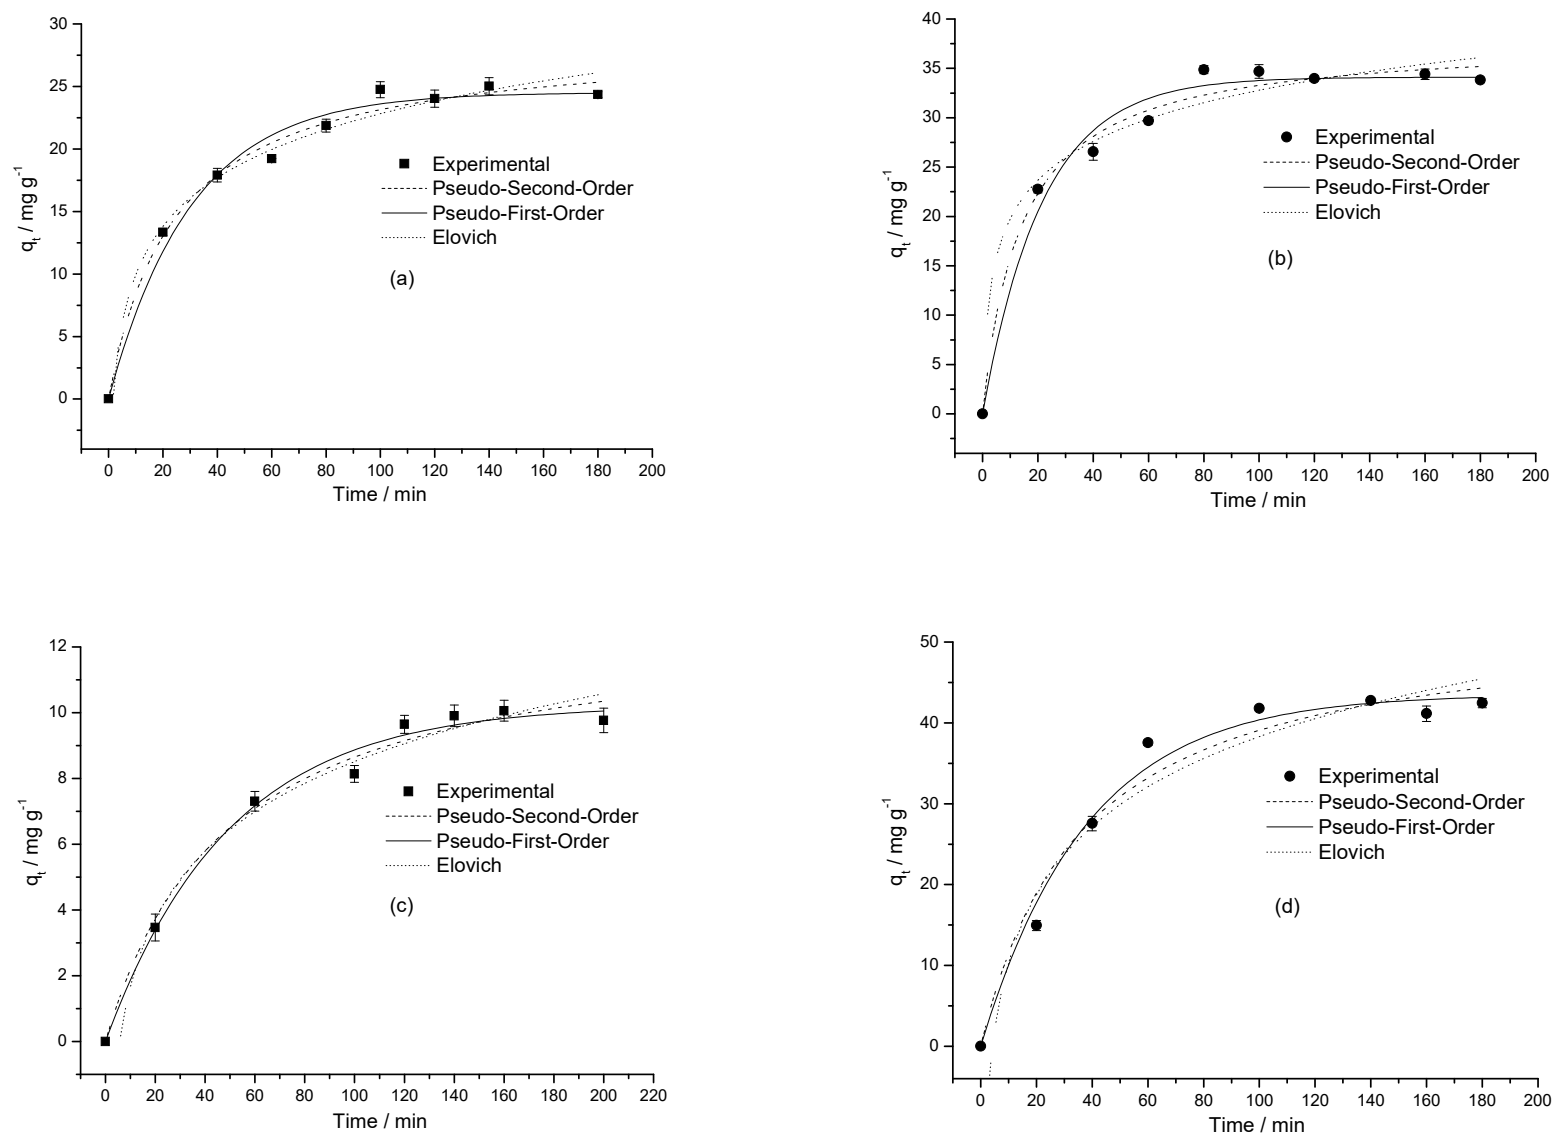 30
25
20
15
10
5
0
q_t / mg g^-1
Experimental
Pseudo-Second-Order
Pseudo-First-Order
Elovich
(a)
0 20 40 60 80 100 120 140 160 180 200
Time / min
40
35
30
25
20
15
10
5
0
q_t / mg g^-1
Experimental
Pseudo-Second-Order
Pseudo-First-Order
Elovich
(b)
0 20 40 60 80 100 120 140 160 180 200
Time / min
12
10
8
6
4
2
0
q_t / mg g^-1
Experimental
Pseudo-Second-Order
Pseudo-First-Order
Elovich
(c)
0 20 40 60 80 100 120 140 160 180 200 220
Time / min
50
40
30
20
10
0
q_t / mg g^-1
Experimental
Pseudo-Second-Order
Pseudo-First-Order
Elovich
(d)
0 20 40 60 80 100 120 140 160 180 200
Time / min